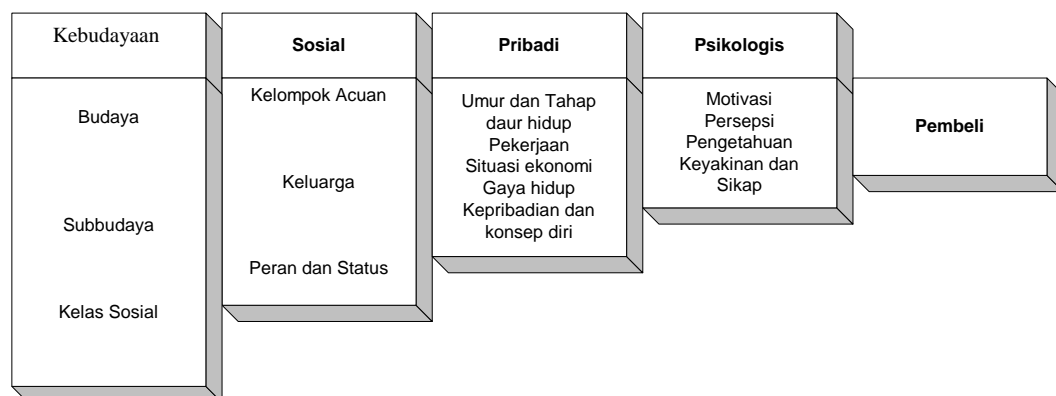 Kebudayaan
Budaya
Subbudaya
Kelas Sosial
Sosial
Kelompok Acuan
Keluarga
Peran dan Status
Pribadi
Umur dan Tahap
daur hidup
Pekerjaan
Situasi ekonomi
Gaya hidup
Kepribadian dan
konsep diri
Psikologis
Motivasi
Persepsi
Pengetahuan
Keyakinan dan
Sikap
Pembeli